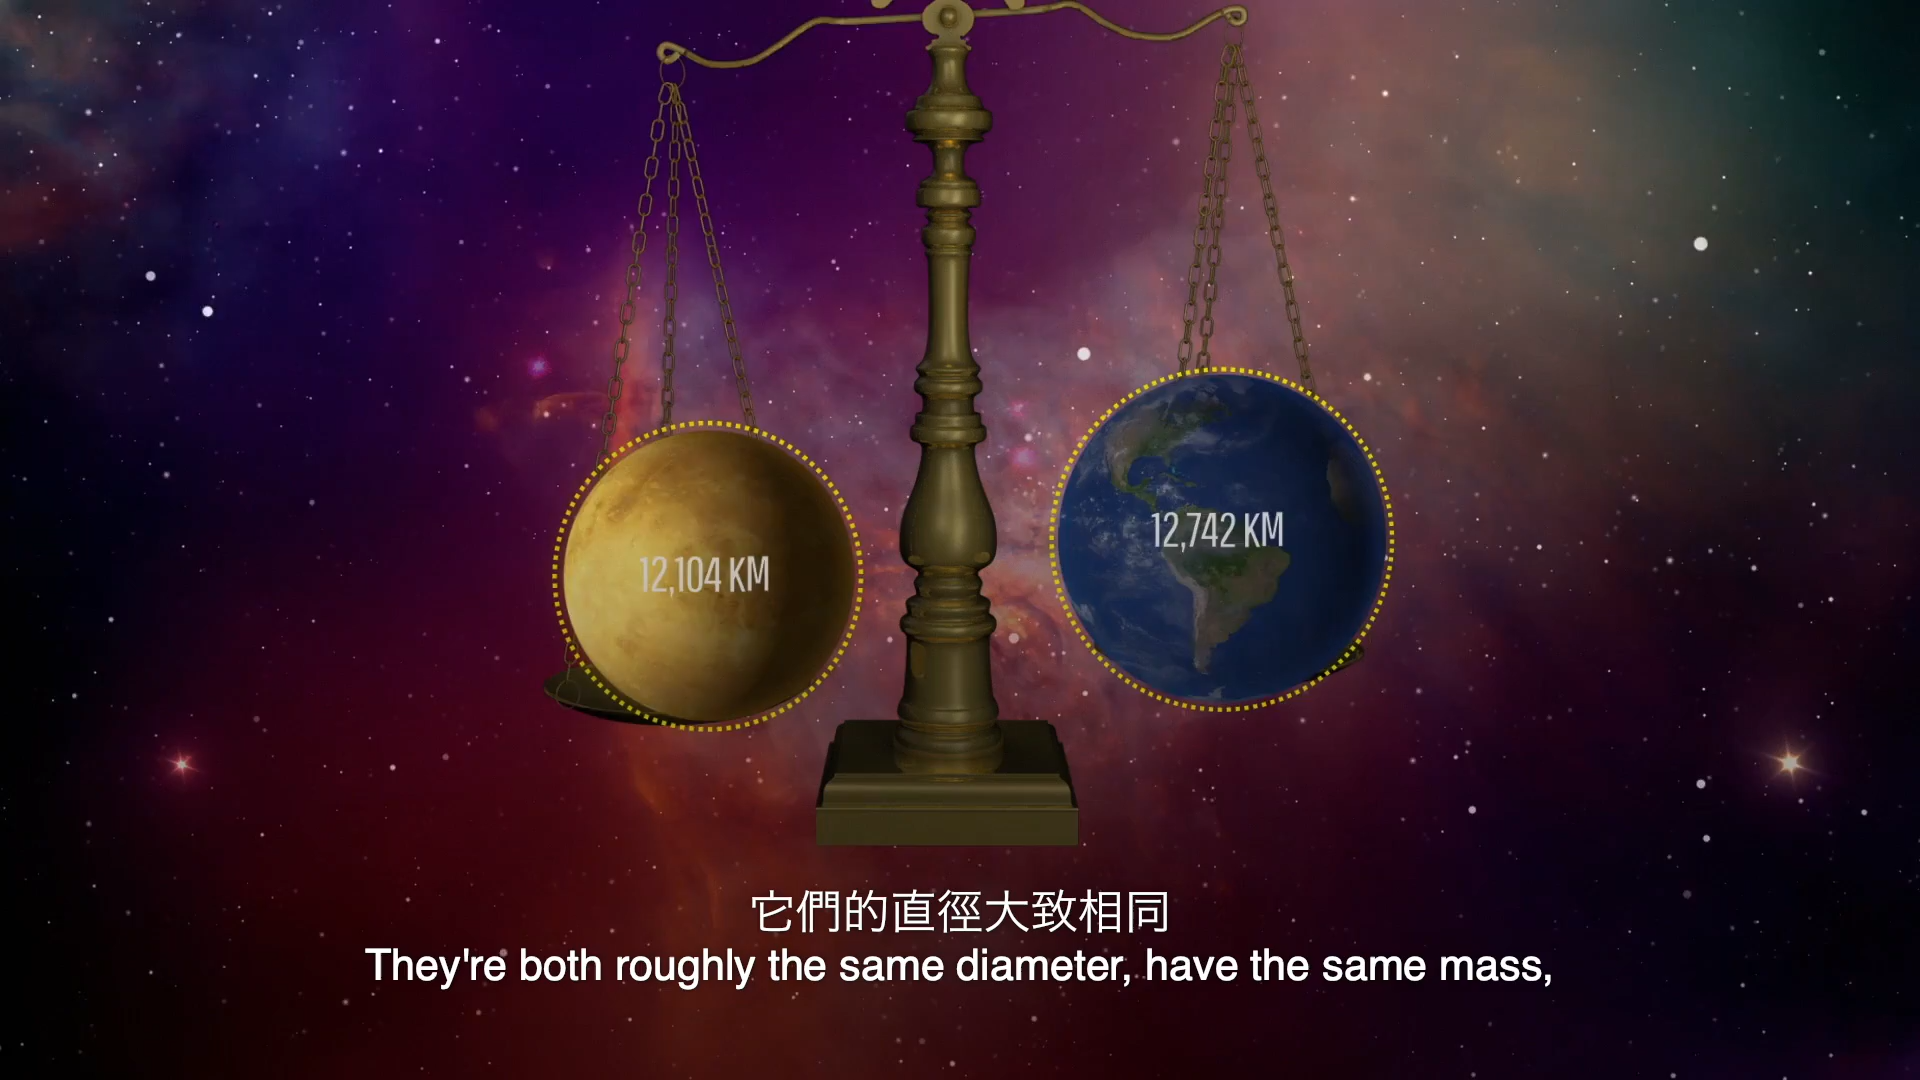 12,104 KM
12,742 KM
它們的直徑大致相同
They're both roughly the same diameter, have the same mass,